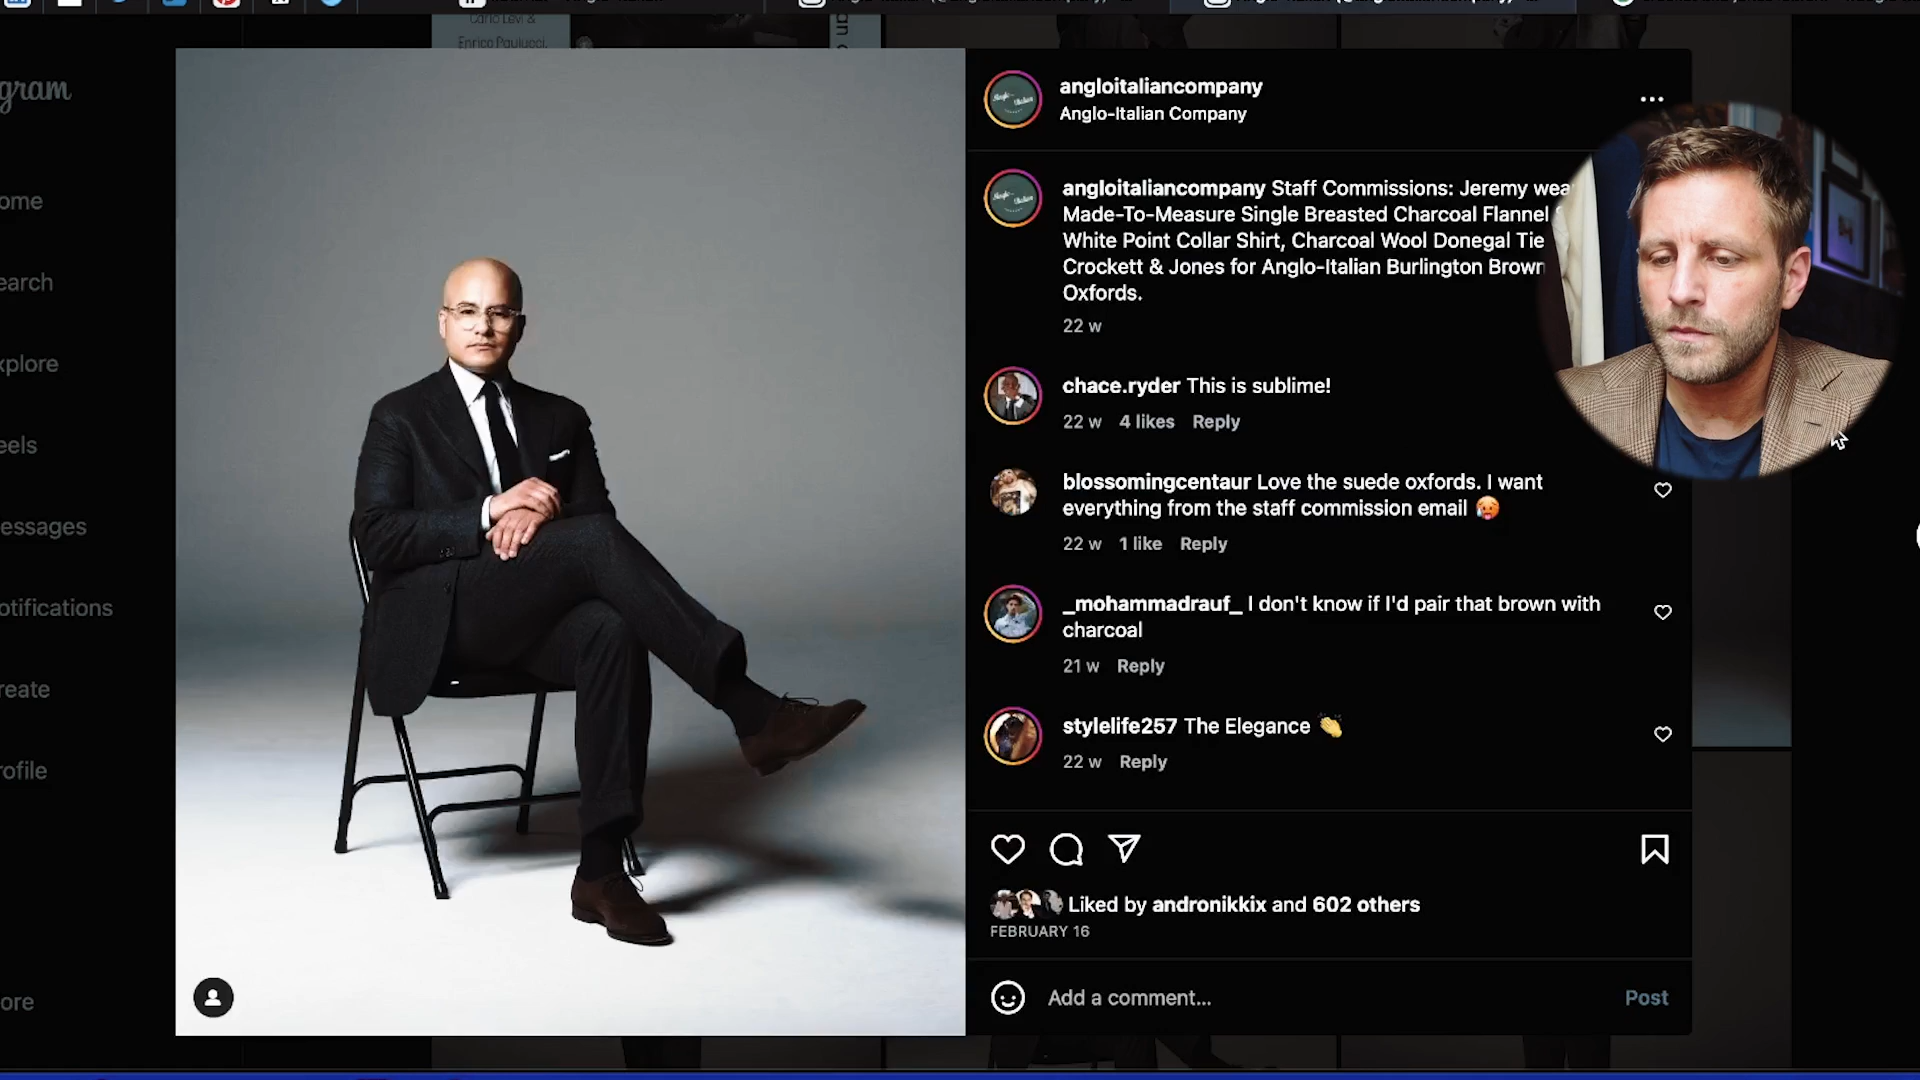 Carlo Levi &
Enrico Paulucci,
gram
ome
earch
xplore
eels
essages
otifications
reate
rofile
ore
angloitaliancompany
Anglo-Italian Company
angloitaliancompany Staff Commissions: Jeremy wea
Made-To-Measure Single Breasted Charcoal Flannel
White Point Collar Shirt, Charcoal Wool Donegal Tie
Crockett & Jones for Anglo-Italian Burlington Brown
Oxfords.
22 w
chace.ryder This is sublime!
22 w 4 likes Reply
blossomingcentaur Love the suede oxfords. I want
everything from the staff commission email 🥵
22 w 1 like Reply
_mohammadrauf_ I don't know if I'd pair that brown with
charcoal
21 w Reply
stylelife257 The Elegance 👏
22 w Reply
Liked by andronikkix and 602 others
FEBRUARY 16
Add a comment...
Post